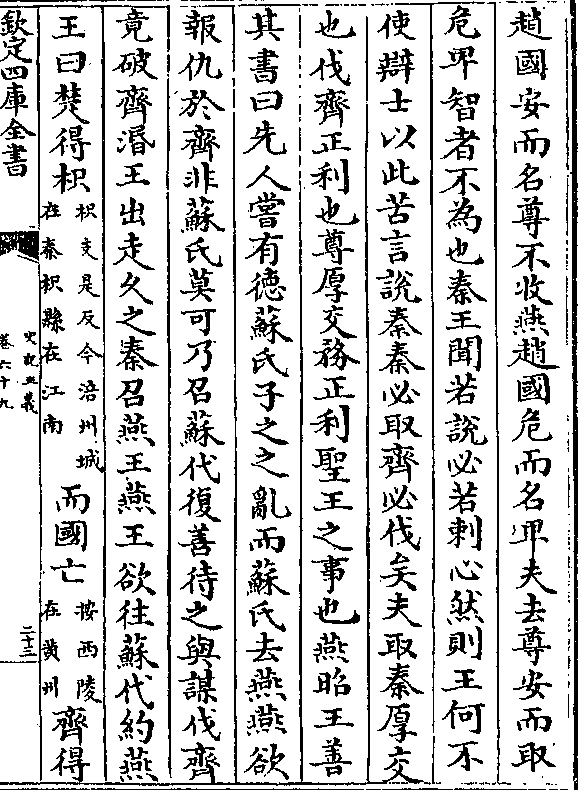 趙國安而名尊不收燕趙國危而名卑夫去尊安而取
危卑智者不為也秦王聞若說必若刺心然則王何不
使辯士以此苦言說秦秦必取齊必伐矣夫取秦厚交
也伐齊正利也尊厚交務正利聖王之事也燕昭王善
其書曰先人嘗有德蘇氏子之之亂而蘇氏去燕燕欲
報仇於齊非蘇氏莫可乃召蘇代復善待之與謀伐齊
竟破齊湣王出走久之秦召燕王燕王欲往蘇代約燕
王曰楚得枳
枳支是反今涪州城
在秦枳縣在江南
而國亡
按西陵
在黄州
齊得
欽定四庫全書
史記正義
卷六十九
二十三